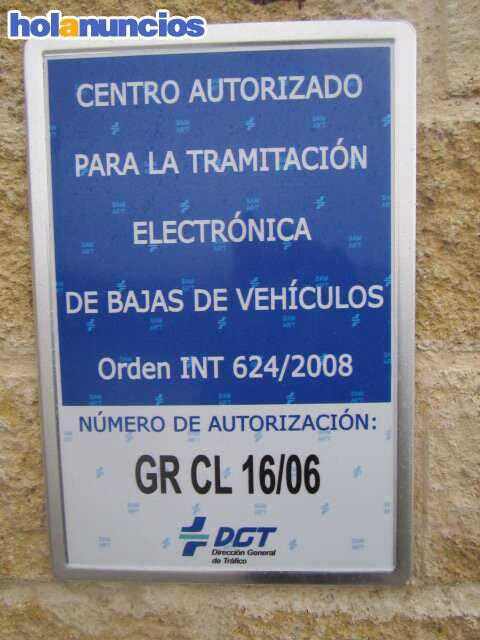 holanuncios
CENTRO AUTORIZADO
PARA LA TRAMITACIÓN
ELECTRÓNICA
DE BAJAS DE VEHÍCULOS
Orden INT 624/2008
NÚMERO DE AUTORIZACIÓN:
GR CL 16/06
DGT
Dirección General
de Tráfico